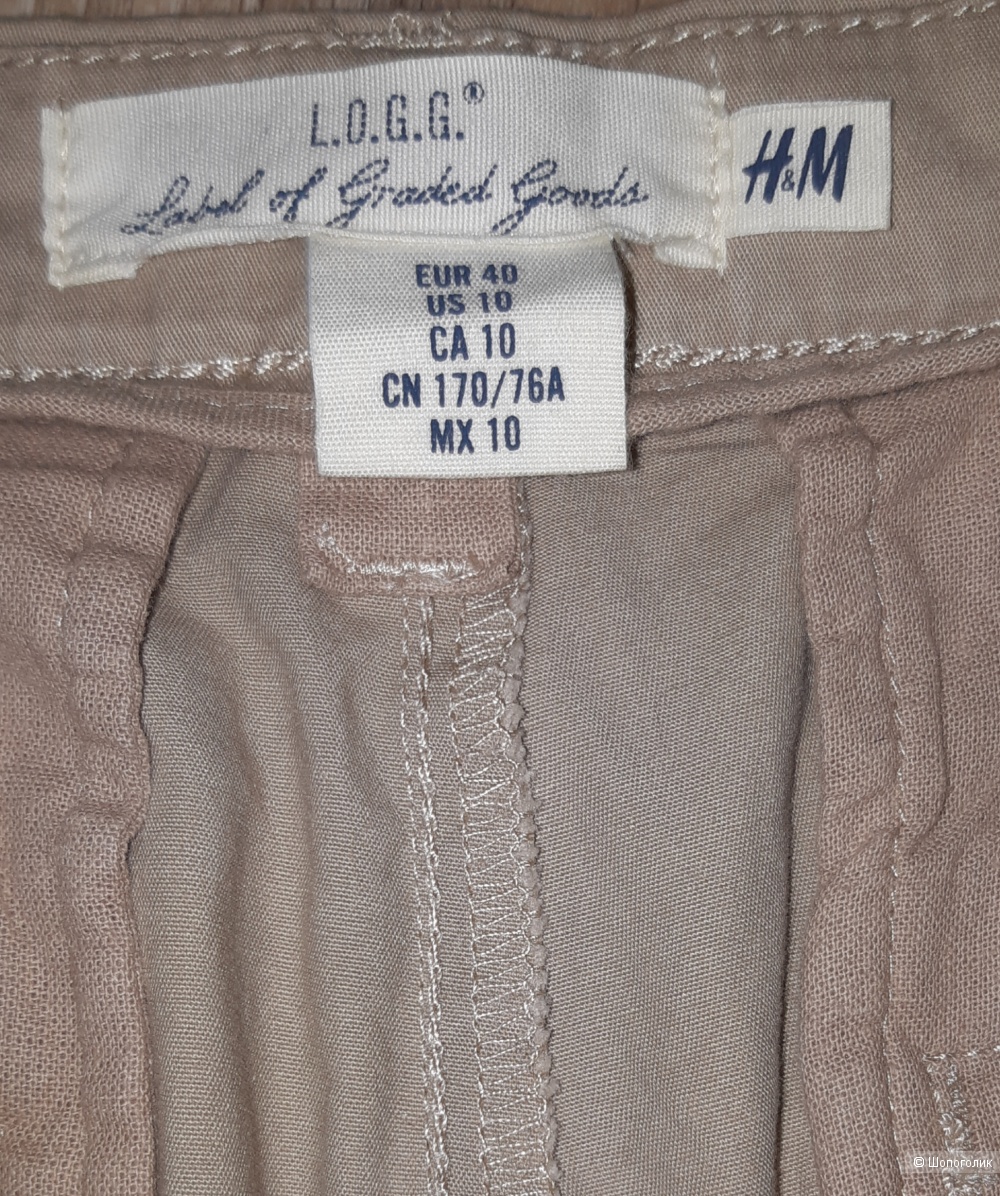 L.O.G.G.®
Label of Graded Goods
H&M
EUR 40
US 10
CA 10
CN 170/76A
MX 10
© Шопоголик